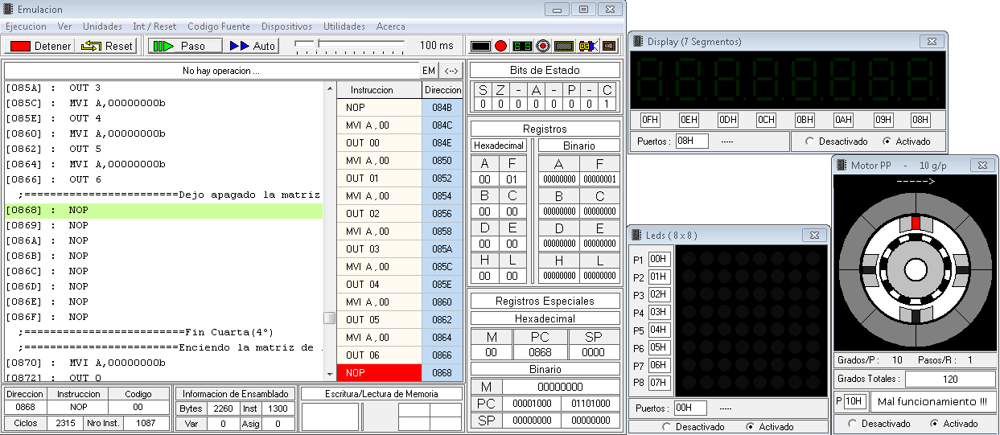 Emulacion
Ejecucion Ver Unidades Int / Reset Codigo Fuente Dispositivos Utilidades Acerca
Detener Reset Paso Auto 100 ms
No hay operacion ... EM <-->
[085A] : OUT 3
[085C] : MVI A,00000000b
[085E] : OUT 4
[0860] : MVI A,00000000b
[0862] : OUT 5
[0864] : MVI A,00000000b
[0866] : OUT 6
;========================Dejo apagado la matriz
[0868] : NOP
[0869] : NOP
[086A] : NOP
[086B] : NOP
[086C] : NOP
[086D] : NOP
[086E] : NOP
[086F] : NOP
;=========================Fin Cuarta(4°)
;========================Enciendo la matriz de
[0870] : MVI A,00000000b
[0872] : OUT 0
Instruccion Direccion
NOP 084B
MVI A ,00 084C
OUT 00 084E
MVI A ,00 0850
OUT 01 0852
MVI A ,00 0854
OUT 02 0856
MVI A ,00 0858
OUT 03 085A
MVI A ,00 085C
OUT 04 085E
MVI A ,00 0860
OUT 05 0862
MVI A ,00 0864
OUT 06 0866
NOP 0868
Direccion Instruccion Codigo
0868 NOP 00
Ciclos 2315 Nro Inst. 1087
Informacion de Ensamblado
Bytes 2260 Inst 1300
Var 0 Asig 0
Escritura/Lectura de Memoria
Bits de Estado
S Z - A - P - C
0 0 0 0 0 0 0 1
Registros
Hexadecimal Binario
A F A F
00 01 00000000 00000001
B C B C
00 00 00000000 00000000
D E D E
00 00 00000000 00000000
H L H L
00 00 00000000 00000000
Registros Especiales
Hexadecimal
M PC SP
00 0868 0000
Binario
M 00000000
PC 00001000 01101000
SP 00000000 00000000
Display (7 Segmentos)
0FH 0EH 0DH 0CH 0BH 0AH 09H 08H
Puertos : 08H ----- Desactivado Activado
Leds ( 8 x 8 )
P1 00H
P2 01H
P3 02H
P4 03H
P5 04H
P6 05H
P7 06H
P8 07H
Puertos : 00H -----
Desactivado Activado
Motor PP - 10 g/p
----->
Grados/P : 10 Pasos/R : 1
Grados Totales : 120
P 10H Mal funcionamiento !!!
Desactivado Activado